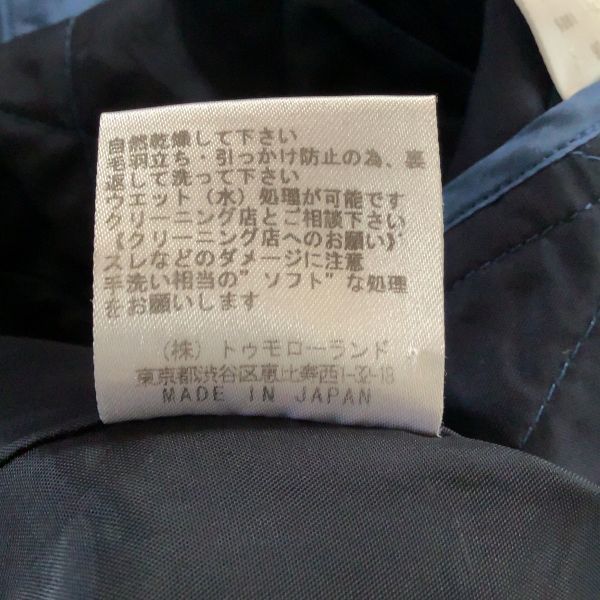 自然乾燥して下さい
毛羽立ち・引っかけ防止の為、裏
返して洗って下さい
ウエット（水）処理が可能です
クリーニング店とご相談下さい
《クリーニング店へのお願い》
スレなどのダメージに注意
手洗い相当の”ソフト”な処理
をお願いします
（株）トゥモローランド
東京都渋谷区恵比寿西1-32-18
MADE IN JAPAN